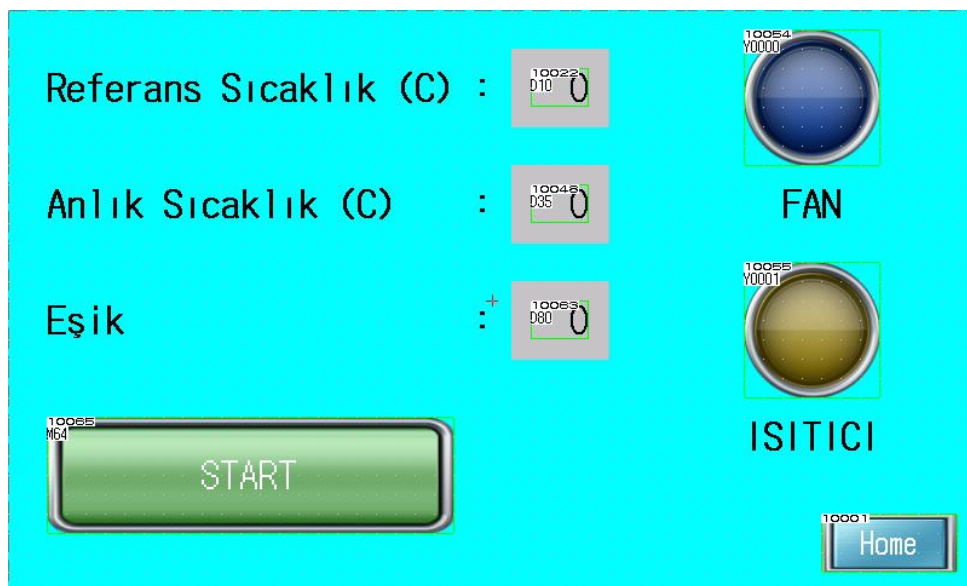 Referans Sıcaklık (C) :
10022
D10
0
10054
Y0000
FAN
Anlık Sıcaklık (C) :
10046
D35
0
Eşik :
10063
D80
0
10055
Y0001
ISITICI
10065
M64
START
10001
Home